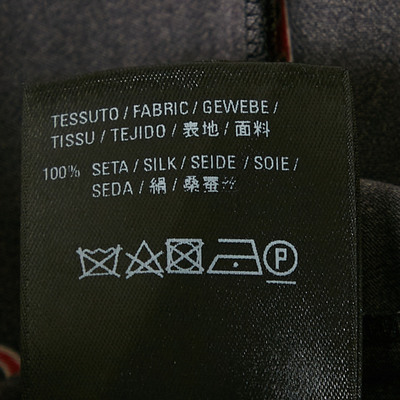 TESSUTO / FABRIC / GEWEBE /
TISSU / TEJIDO / 表地 / 面料
100% SETA / SILK / SEIDE / SOIE /
SEDA / 絹 / 桑蚕丝
P